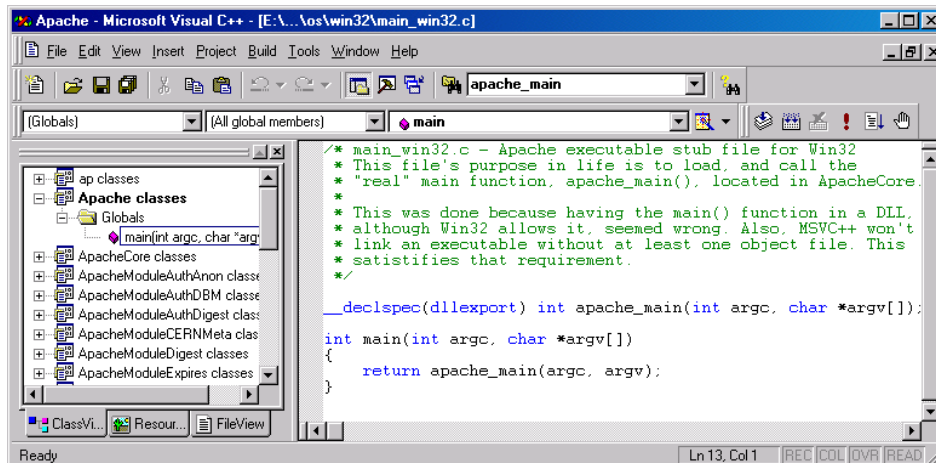 Apache - Microsoft Visual C++ - [E:\...\os\win32\main_win32.c]
File Edit View Insert Project Build Tools Window Help
apache_main
(Globals) (All global members) main
ap classes
Apache classes
Globals
main(int argc, char *argv
ApacheCore classes
ApacheModuleAuthAnon classe
ApacheModuleAuthDBM classe
ApacheModuleAuthDigest class
ApacheModuleCERNMeta clas
ApacheModuleDigest classes
ApacheModuleExpires classes
ClassVi... Resour... FileView
/* main_win32.c - Apache executable stub file for Win32
* This file's purpose in life is to load, and call the
* "real" main function, apache_main(), located in ApacheCore.
*
* This was done because having the main() function in a DLL,
* although Win32 allows it, seemed wrong. Also, MSVC++ won't
* link an executable without at least one object file. This
* satistifies that requirement.
*/
__declspec(dllexport) int apache_main(int argc, char *argv[]);
int main(int argc, char *argv[])
{
return apache_main(argc, argv);
}
Ready Ln 13, Col 1 REC COL OVR READ